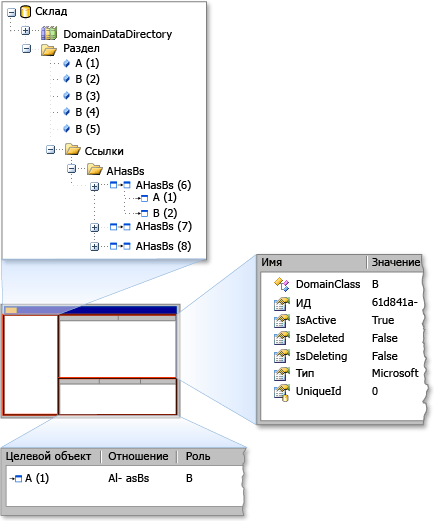 Склад
DomainDataDirectory
Раздел
A (1)
B (2)
B (3)
B (4)
B (5)
Ссылки
AHasBs
AHasBs (6)
A (1)
B (2)
AHasBs (7)
AHasBs (8)
Имя Значение
DomainClass B
ИД 61d841a-
IsActive True
IsDeleted False
IsDeleting False
Тип Microsoft
UniqueId 0
Целевой объект Отношение Роль
A (1) Al- asBs B